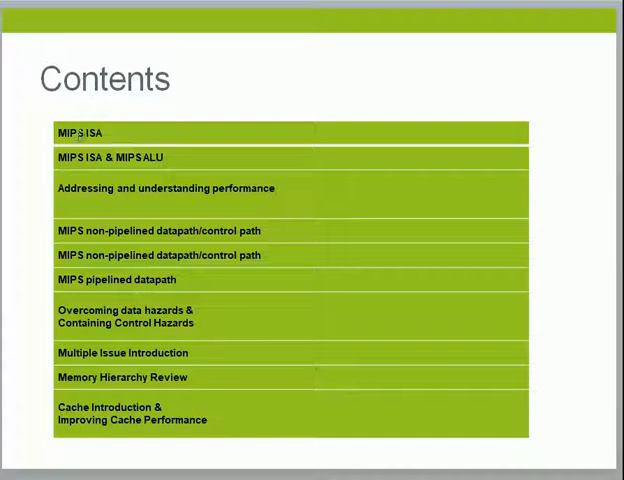 Contents
MIPS ISA
MIPS ISA & MIPS ALU
Addressing and understanding performance
MIPS non-pipelined datapath/control path
MIPS non-pipelined datapath/control path
MIPS pipelined datapath
Overcoming data hazards &
Containing Control Hazards
Multiple Issue Introduction
Memory Hierarchy Review
Cache Introduction &
Improving Cache Performance